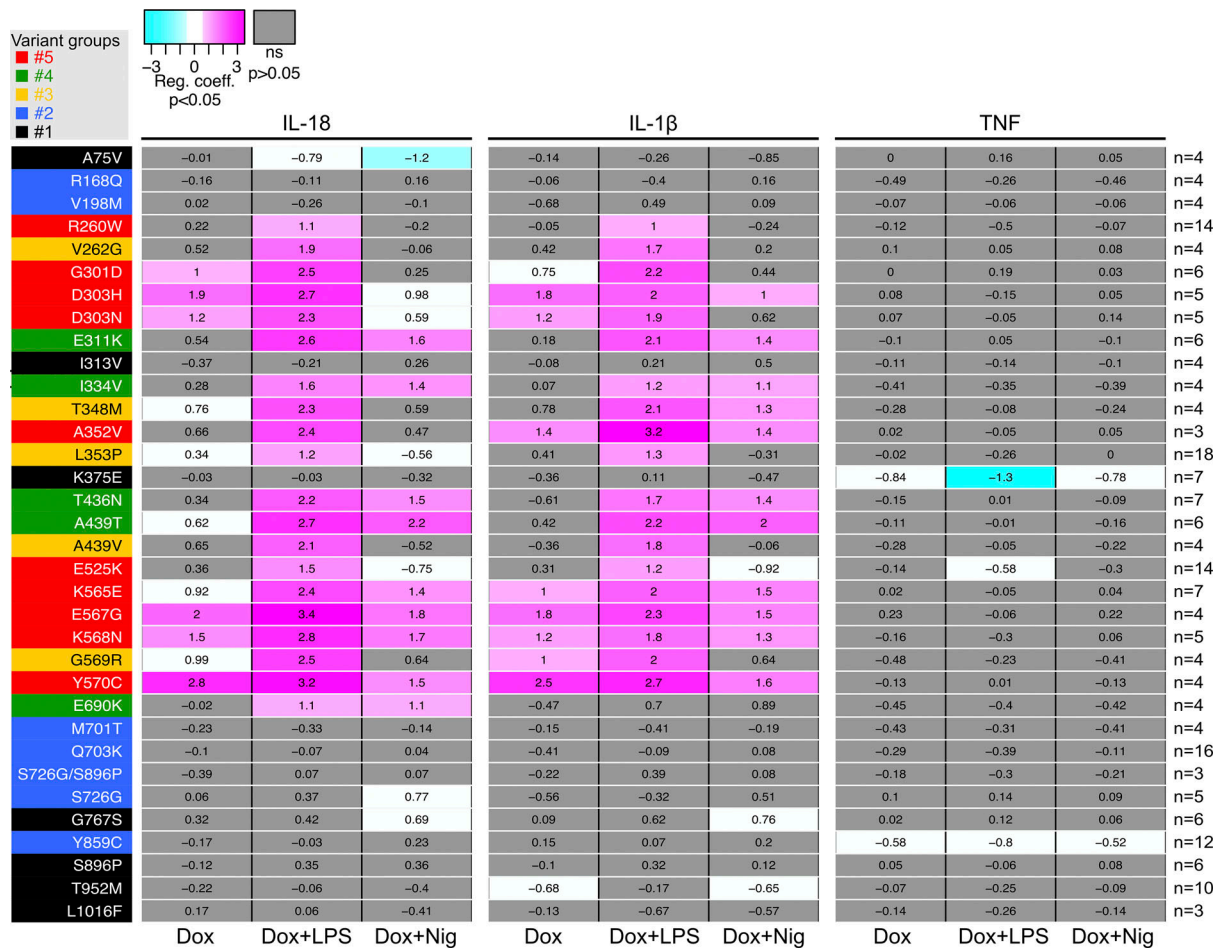 Variant groups
#5
#4
#3
#2
#1
−3 0 3
Reg. coeff.
p<0.05
ns
p>0.05
IL-18 IL-1β TNF
A75V −0.01 −0.79 −1.2 −0.14 −0.26 −0.85 0 0.16 0.05 n=4
R168Q −0.16 −0.11 0.16 −0.06 −0.4 0.16 −0.49 −0.26 −0.46 n=4
V198M 0.02 −0.26 −0.1 −0.68 0.49 0.09 −0.07 −0.06 −0.06 n=4
R260W 0.22 1.1 −0.2 −0.05 1 −0.24 −0.12 −0.5 −0.07 n=14
V262G 0.52 1.9 −0.06 0.42 1.7 0.2 0.1 0.05 0.08 n=4
G301D 1 2.5 0.25 0.75 2.2 0.44 0 0.19 0.03 n=6
D303H 1.9 2.7 0.98 1.8 2 1 0.08 −0.15 0.05 n=5
D303N 1.2 2.3 0.59 1.2 1.9 0.62 0.07 −0.05 0.14 n=5
E311K 0.54 2.6 1.6 0.18 2.1 1.4 −0.1 0.05 −0.1 n=6
I313V −0.37 −0.21 0.26 −0.08 0.21 0.5 −0.11 −0.14 −0.1 n=4
I334V 0.28 1.6 1.4 0.07 1.2 1.1 −0.41 −0.35 −0.39 n=4
T348M 0.76 2.3 0.59 0.78 2.1 1.3 −0.28 −0.08 −0.24 n=4
A352V 0.66 2.4 0.47 1.4 3.2 1.4 0.02 −0.05 0.05 n=3
L353P 0.34 1.2 −0.56 0.41 1.3 −0.31 −0.02 −0.26 0 n=18
K375E −0.03 −0.03 −0.32 −0.36 0.11 −0.47 −0.84 −1.3 −0.78 n=7
T436N 0.34 2.2 1.5 −0.61 1.7 1.4 −0.15 0.01 −0.09 n=7
A439T 0.62 2.7 2.2 0.42 2.2 2 −0.11 −0.01 −0.16 n=6
A439V 0.65 2.1 −0.52 −0.36 1.8 −0.06 −0.28 −0.05 −0.22 n=4
E525K 0.36 1.5 −0.75 0.31 1.2 −0.92 −0.14 −0.58 −0.3 n=14
K565E 0.92 2.4 1.4 1 2 1.5 0.02 −0.05 0.04 n=7
E567G 2 3.4 1.8 1.8 2.3 1.5 0.23 −0.06 0.22 n=4
K568N 1.5 2.8 1.7 1.2 1.8 1.3 −0.16 −0.3 0.06 n=5
G569R 0.99 2.5 0.64 1 2 0.64 −0.48 −0.23 −0.41 n=4
Y570C 2.8 3.2 1.5 2.5 2.7 1.6 −0.13 0.01 −0.13 n=4
E690K −0.02 1.1 1.1 −0.47 0.7 0.89 −0.45 −0.4 −0.42 n=4
M701T −0.23 −0.33 −0.14 −0.15 −0.41 −0.19 −0.43 −0.31 −0.41 n=4
Q703K −0.1 −0.07 0.04 −0.41 −0.09 0.08 −0.29 −0.39 −0.11 n=16
S726G/S896P −0.39 0.07 0.07 −0.22 0.39 0.08 −0.18 −0.3 −0.21 n=3
S726G 0.06 0.37 0.77 −0.56 −0.32 0.51 0.1 0.14 0.09 n=5
G767S 0.32 0.42 0.69 0.09 0.62 0.76 0.02 0.12 0.06 n=6
Y859C −0.17 −0.03 0.23 0.15 0.07 0.2 −0.58 −0.8 −0.52 n=12
S896P −0.12 0.35 0.36 −0.1 0.32 0.12 0.05 −0.06 0.08 n=6
T952M −0.22 −0.06 −0.4 −0.68 −0.17 −0.65 −0.07 −0.25 −0.09 n=10
L1016F 0.17 0.06 −0.41 −0.13 −0.67 −0.57 −0.14 −0.26 −0.14 n=3
Dox Dox+LPS Dox+Nig Dox Dox+LPS Dox+Nig Dox Dox+LPS Dox+Nig